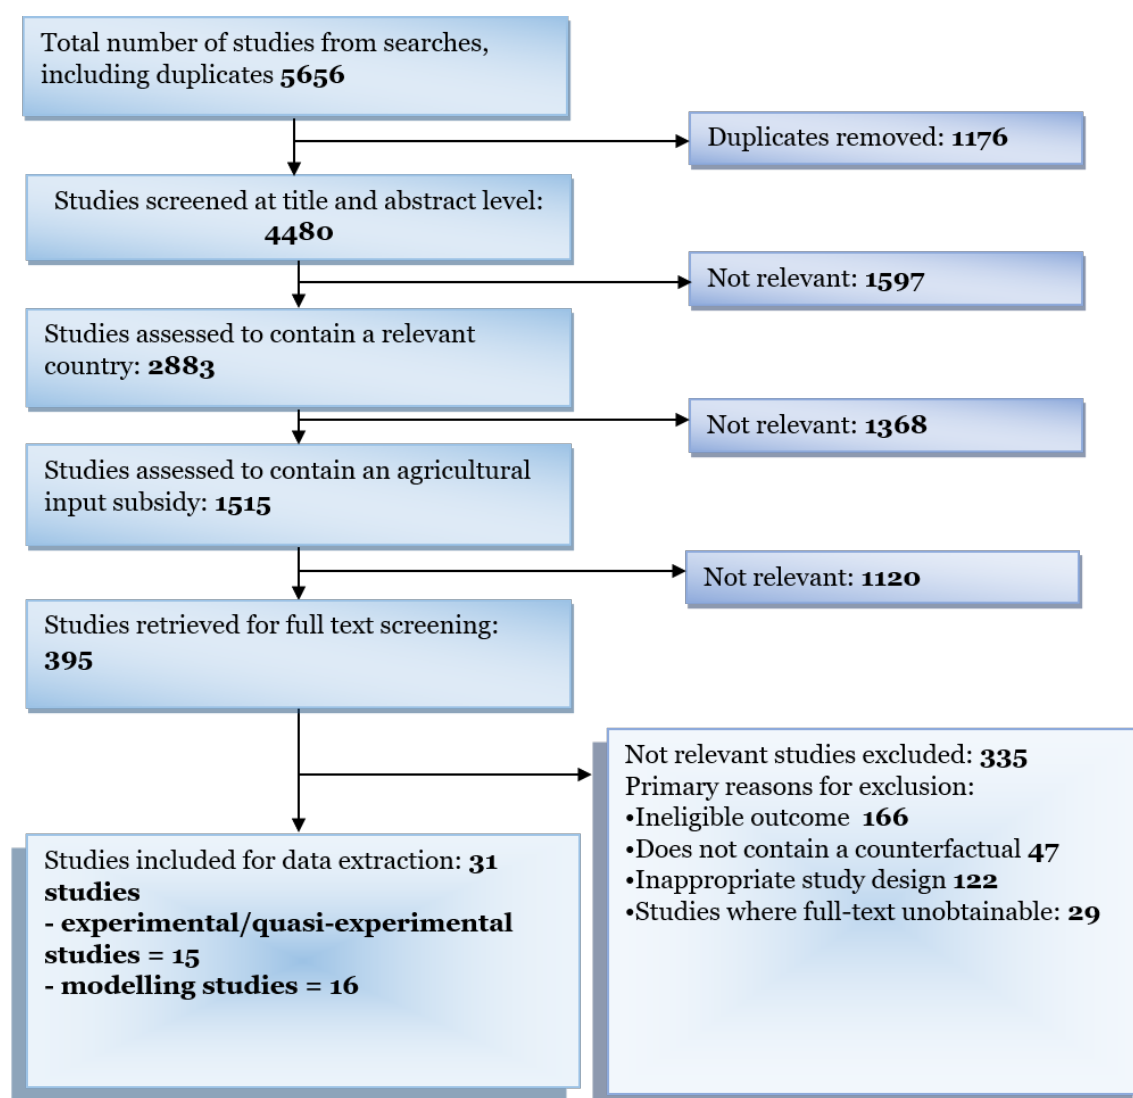 Total number of studies from searches,
including duplicates 5656
Duplicates removed: 1176
Studies screened at title and abstract level:
4480
Not relevant: 1597
Studies assessed to contain a relevant
country: 2883
Not relevant: 1368
Studies assessed to contain an agricultural
input subsidy: 1515
Not relevant: 1120
Studies retrieved for full text screening:
395
Not relevant studies excluded: 335
Primary reasons for exclusion:
•Ineligible outcome 166
•Does not contain a counterfactual 47
•Inappropriate study design 122
•Studies where full-text unobtainable: 29
Studies included for data extraction: 31
studies
- experimental/quasi-experimental
studies = 15
- modelling studies = 16